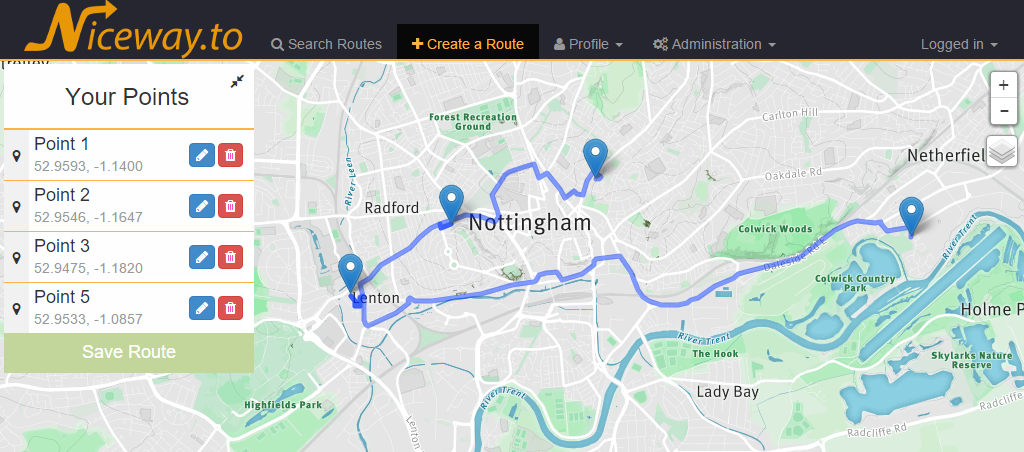 Niceway.to
Search Routes
Create a Route
Profile
Administration
Logged in
Your Points
Point 1
52.9593, -1.1400
Point 2
52.9546, -1.1647
Point 3
52.9475, -1.1820
Point 5
52.9533, -1.0857
Save Route
+
-
Forest Recreation
Ground
Carlton Hill
Netherfiel
Oakdale Rd
River Leen
Radford
Nottingham
Colwick Woods
Daleside Rd E
River Trent
Colwick Country
Park
Lenton
Holme P
River Trent
The Hook
Skylarks Nature
Reserve
Lady Bay
Highfields Park
River Trent
Lenton
Radcliffe Rd
Radcliffe